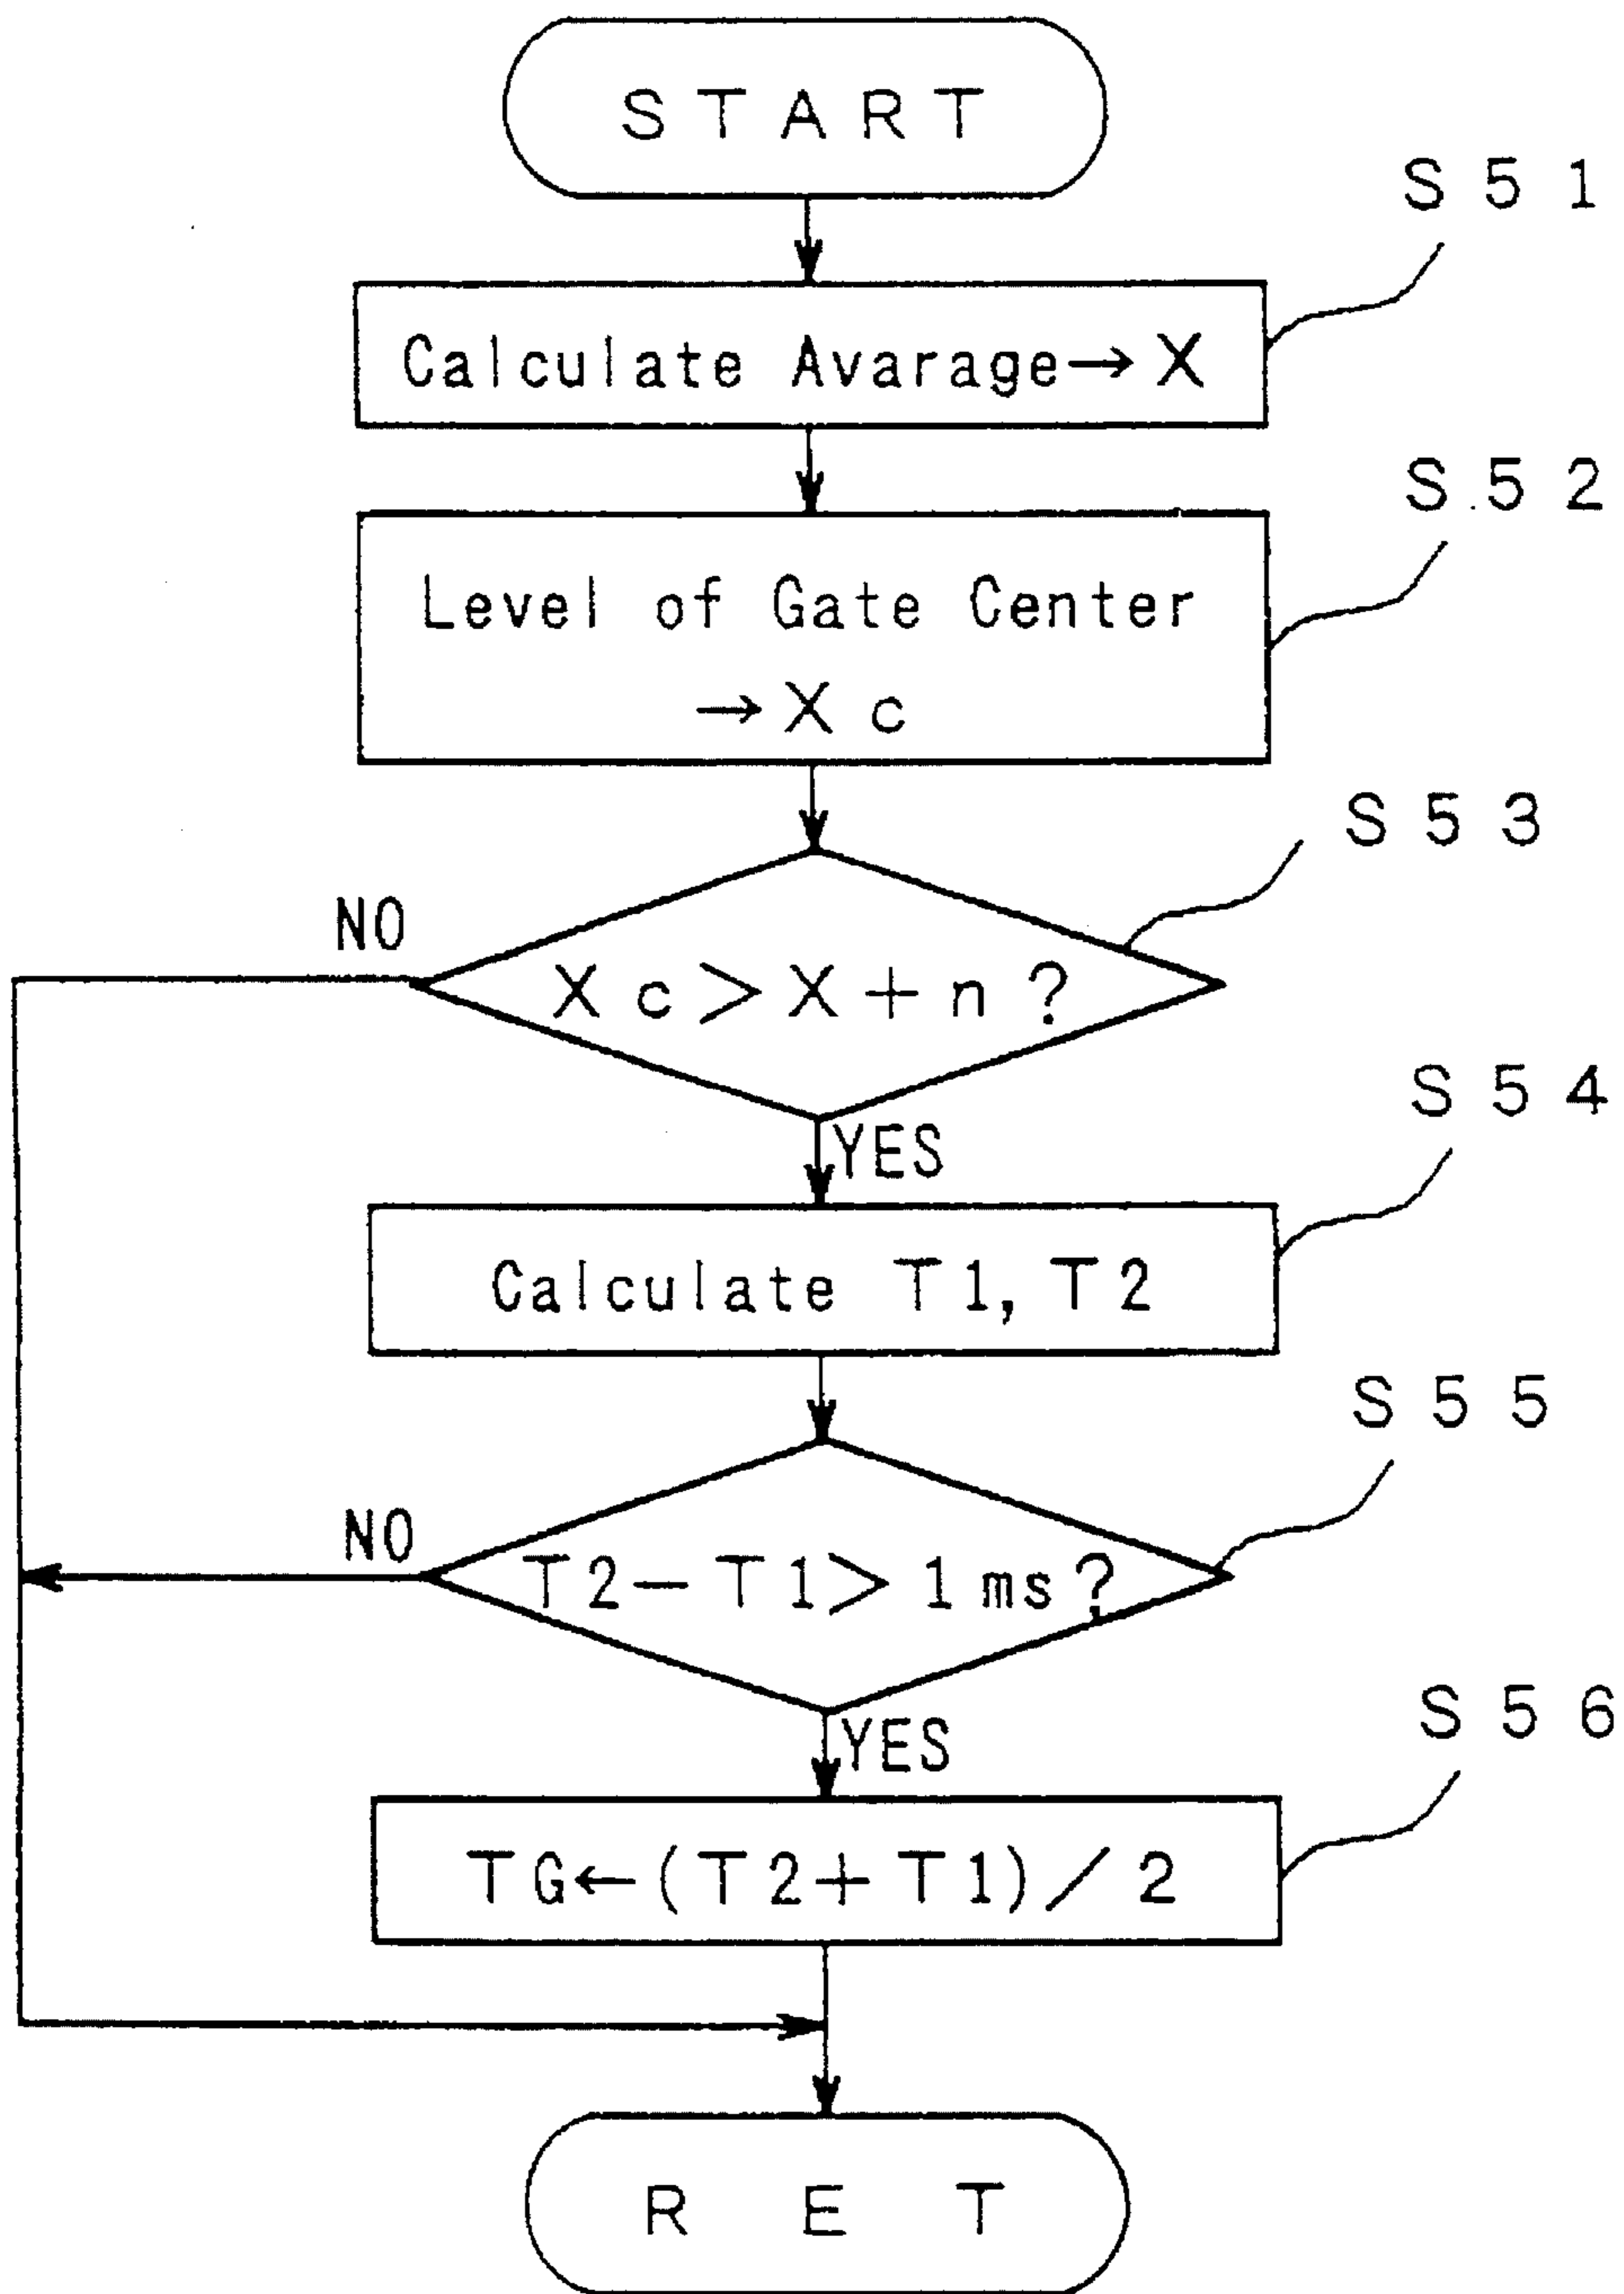 START
S51
Calculate Avarage→X
S52
Level of Gate Center
→Xc
S53
NO
Xc>X+n?
YES
S54
Calculate T1, T2
S55
NO
T2−T1>1ms?
YES
S56
TG←(T2+T1)/2
RET